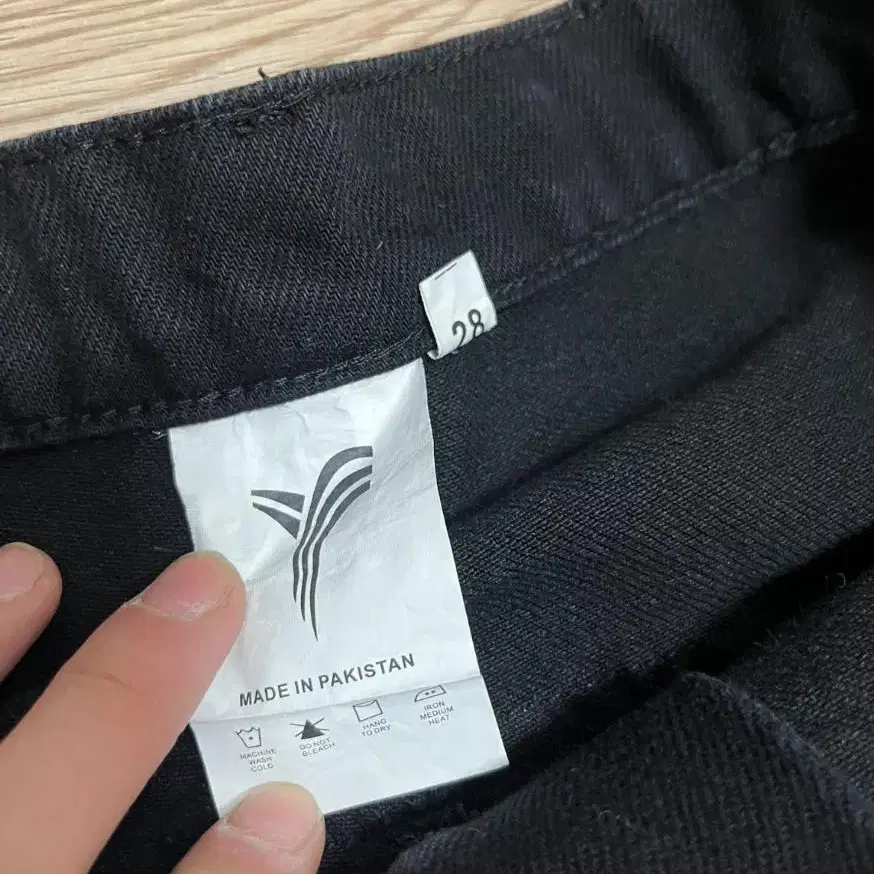 28
MADE IN PAKISTAN
MACHINE
WASH
COLD
DO NOT
BLEACH
HANG
TO DRY
IRON
MEDIUM
HEAT